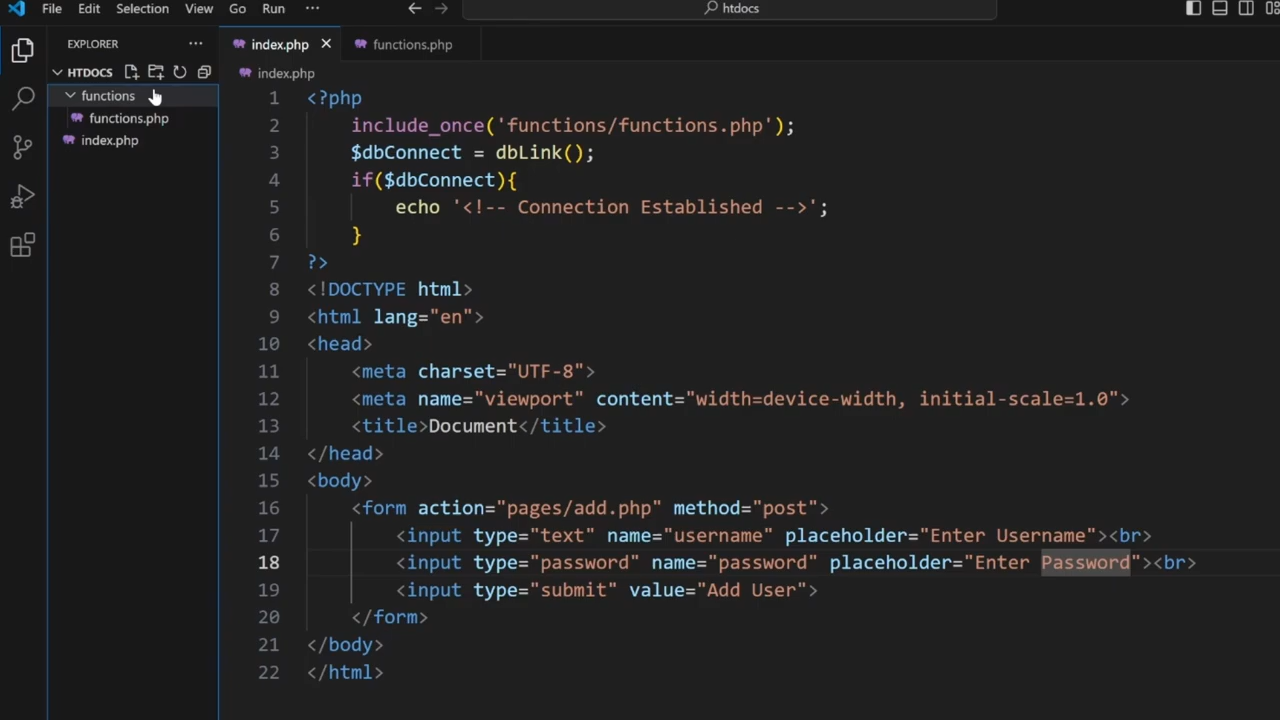 File Edit Selection View Go Run ··· htdocs
EXPLORER ···
HTDOCS
functions
functions.php
index.php
index.php functions.php
index.php
1 <?php
2 include_once('functions/functions.php');
3 $dbConnect = dbLink();
4 if($dbConnect){
5 echo '<!-- Connection Established -->';
6 }
7 ?>
8 <!DOCTYPE html>
9 <html lang="en">
10 <head>
11 <meta charset="UTF-8">
12 <meta name="viewport" content="width=device-width, initial-scale=1.0">
13 <title>Document</title>
14 </head>
15 <body>
16 <form action="pages/add.php" method="post">
17 <input type="text" name="username" placeholder="Enter Username"><br>
18 <input type="password" name="password" placeholder="Enter Password"><br>
19 <input type="submit" value="Add User">
20 </form>
21 </body>
22 </html>